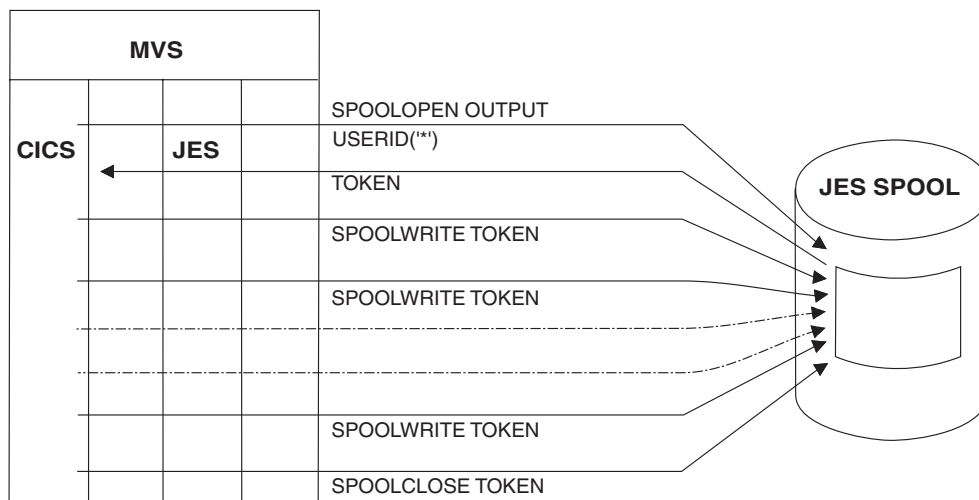 MVS
SPOOLOPEN OUTPUT
USERID('*')
CICS
JES
TOKEN
JES SPOOL
SPOOLWRITE TOKEN
SPOOLWRITE TOKEN
SPOOLWRITE TOKEN
SPOOLCLOSE TOKEN